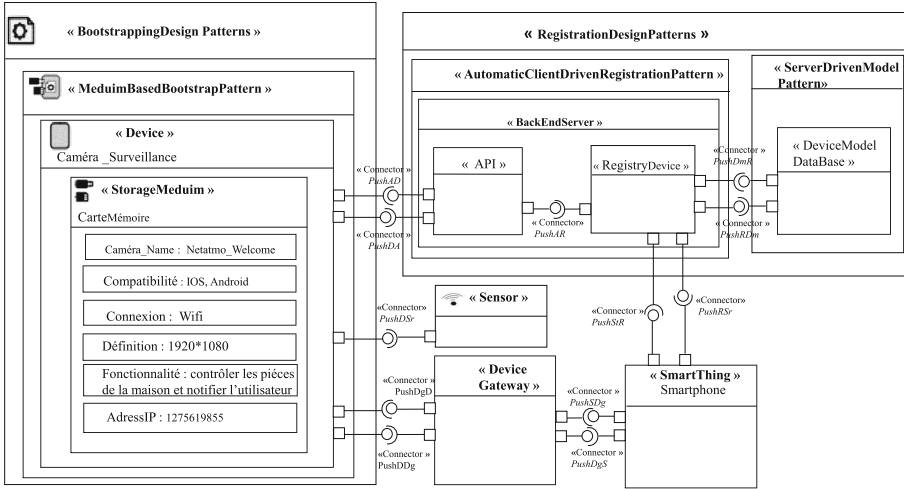 « BootstrappingDesign Patterns »
« MeduimBasedBootstrapPattern »
« Device »
Caméra _Surveillance
« StorageMeduim »
CarteMémoire
Caméra_Name : Netatmo_Welcome
Compatibilité : IOS, Android
Connexion : Wifi
Définition : 1920*1080
Fonctionnalité : contrôler les piéces
de la maison et notifier l'utilisateur
AdressIP : 1275619855
« Connector »
PushAD
« Connector »
PushDA
«Connector»
PushDSr
«Connector »
PushDgD
«Connector»
PushDDg
« RegistrationDesignPatterns »
« AutomaticClientDrivenRegistrationPattern »
« BackEndServer »
« API »
« Connector»
PushAR
« RegistryDevice »
«Connector»
PushDmR
« Connector»
PushRDm
« ServerDrivenModel
Pattern»
« DeviceModel
DataBase »
« Sensor »
« Device
Gateway »
«Connector»
PushStR
«Connector»
PushRSr
«Connector»
PushSDg
«Connector»
PushDgS
« SmartThing »
Smartphone